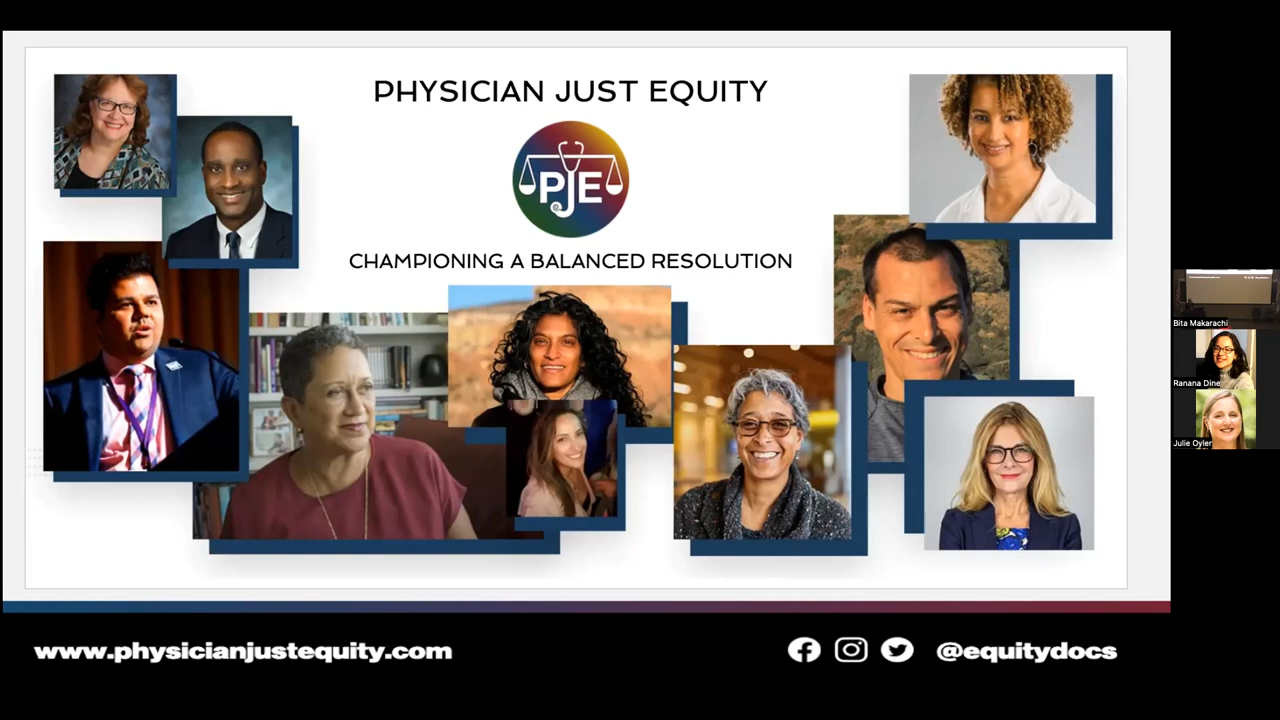 PHYSICIAN JUST EQUITY
PJE
CHAMPIONING A BALANCED RESOLUTION
Bita Makarachi
Ranana Dine
Julie Oyler
www.physicianjustequity.com
@equitydocs